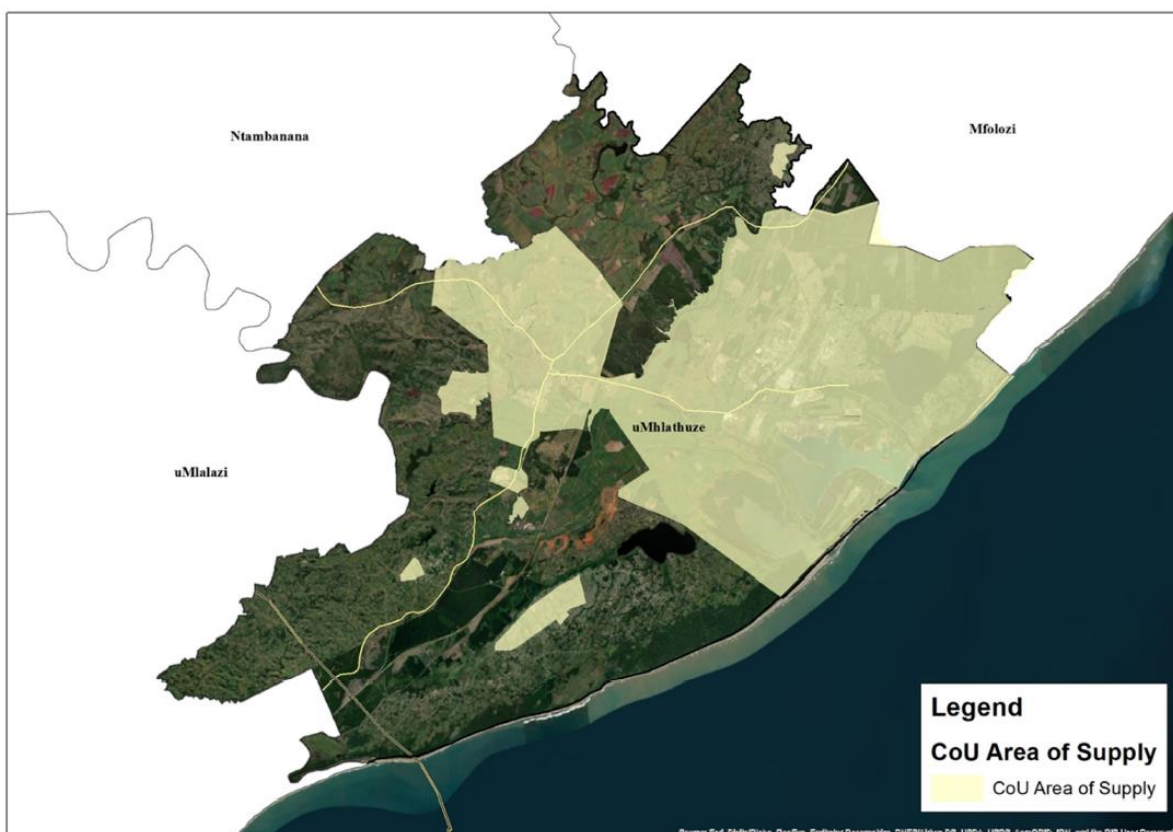 Ntambanana
Mfolozi
uMhlathuze
uMlalazi
Legend
CoU Area of Supply
CoU Area of Supply